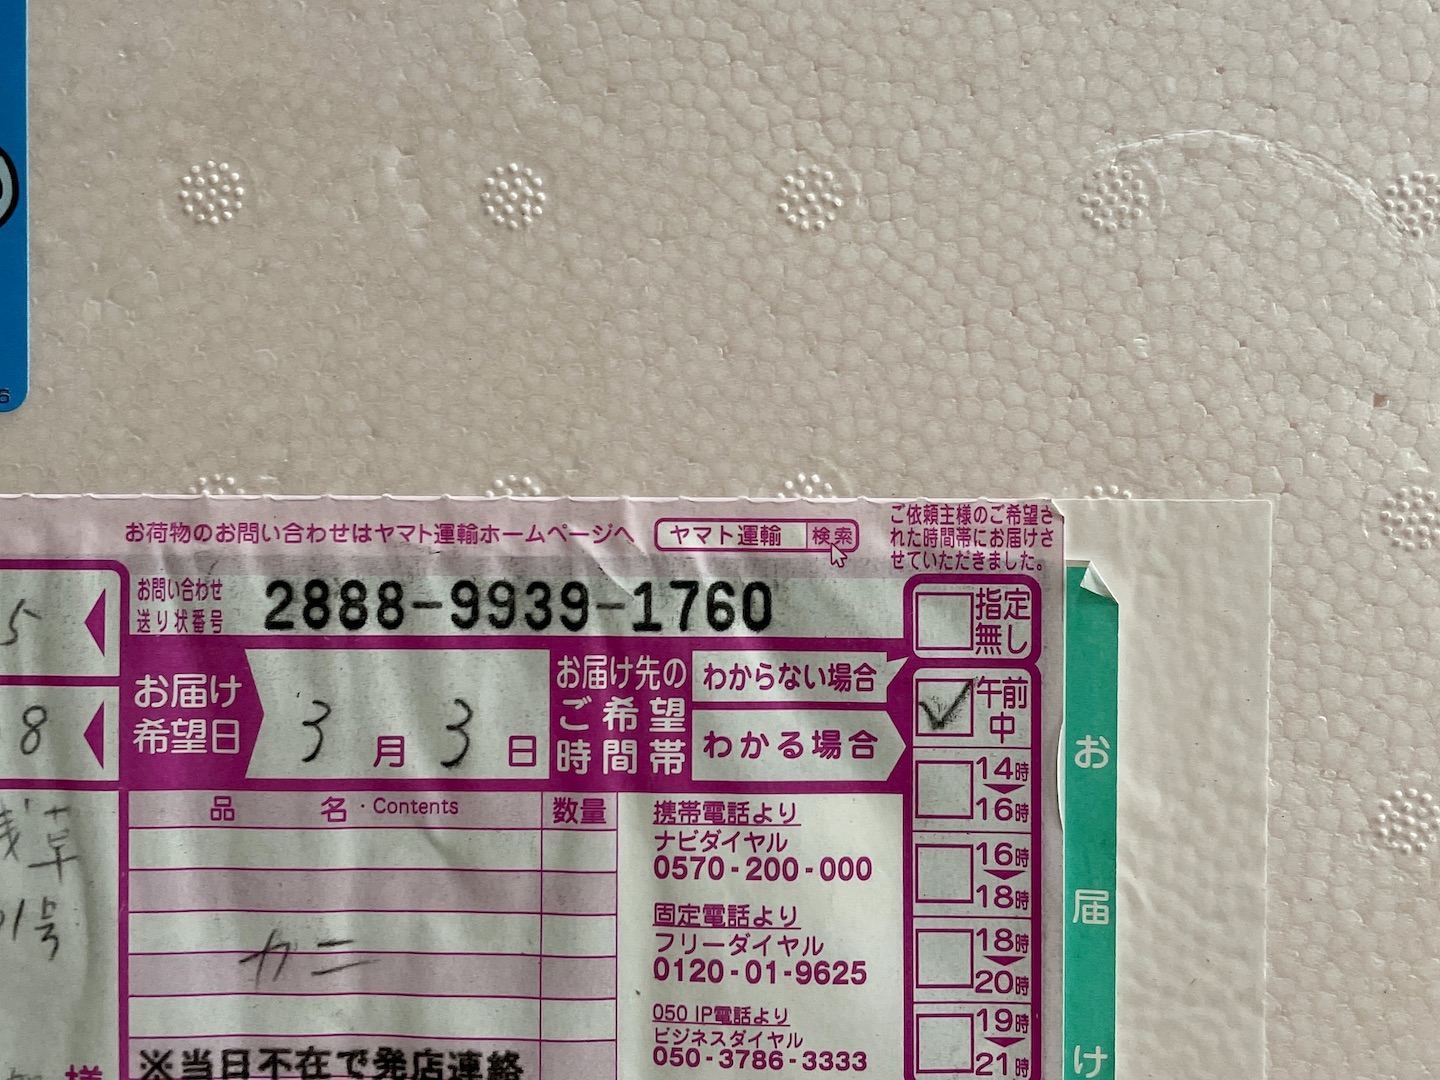 6
お荷物のお問い合わせはヤマト運輸ホームページへ ヤマト運輸 検索
ご依頼主様のご希望さ
れた時間帯にお届けさ
せていただきました。
5
お問い合わせ
送り状番号
2888-9939-1760
8
お届け
希望日
3月3日
お届け先の
ご希望
時間帯
わからない場合
わかる場合
指定
無し
午前
中
14時
16時
16時
18時
18時
20時
19時
21時
品名・Contents
数量
カニ
※当日不在で発店連絡
携帯電話より
ナビダイヤル
0570-200-000
固定電話より
フリーダイヤル
0120-01-9625
050 IP電話より
ビジネスダイヤル
050-3786-3333
浅草
01号
様
お届け